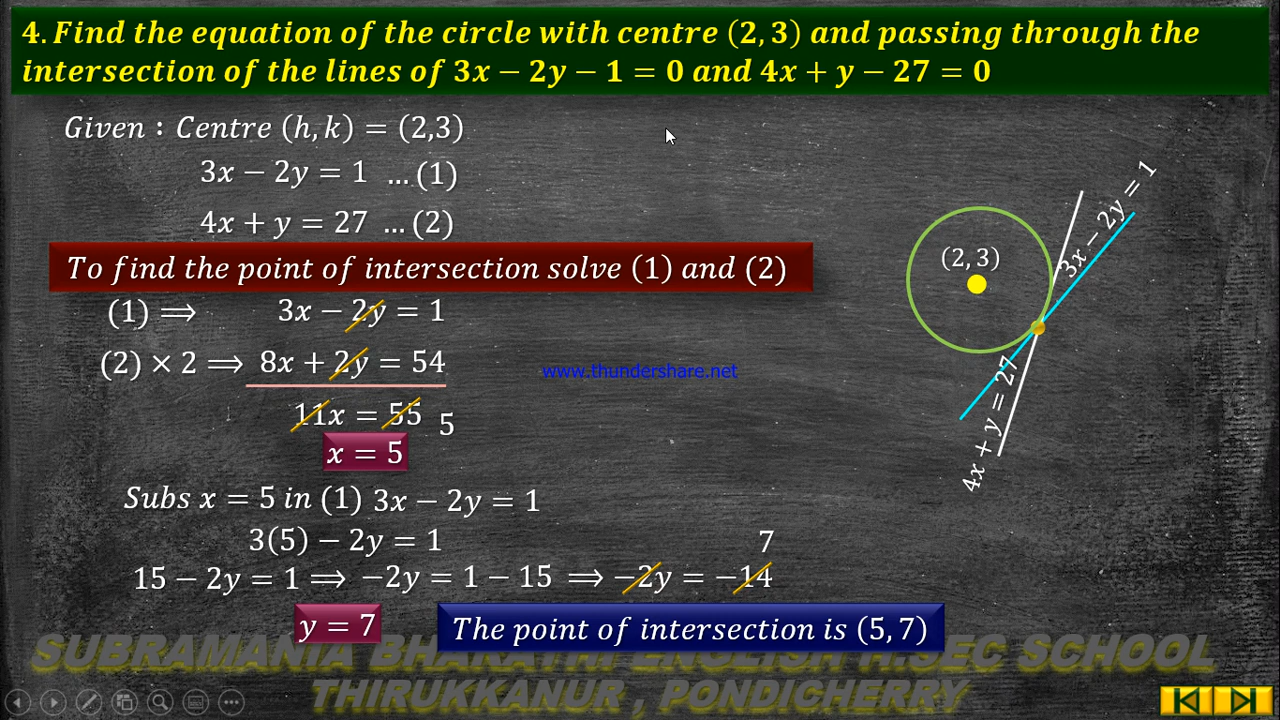 4. Find the equation of the circle with centre (2, 3) and passing through the
intersection of the lines of 3x − 2y − 1 = 0 and 4x + y − 27 = 0
Given : Centre (h, k) = (2,3)
3x − 2y = 1 ... (1)
4x + y = 27 ... (2)
To find the point of intersection solve (1) and (2)
(1) ⟹ 3x − 2y = 1
(2) × 2 ⟹ 8x + 2y = 54
11x = 55 5
x = 5
Subs x = 5 in (1) 3x − 2y = 1
3(5) − 2y = 1
7
15 − 2y = 1 ⟹ −2y = 1 − 15 ⟹ −2y = −14
y = 7
The point of intersection is (5, 7)
(2, 3)
3x − 2y = 1
4x + y = 27
www.thundershare.net
SUBRAMANIA BHARATHI ENGLISH H.SEC SCHOOL
THIRUKKANUR , PONDICHERRY